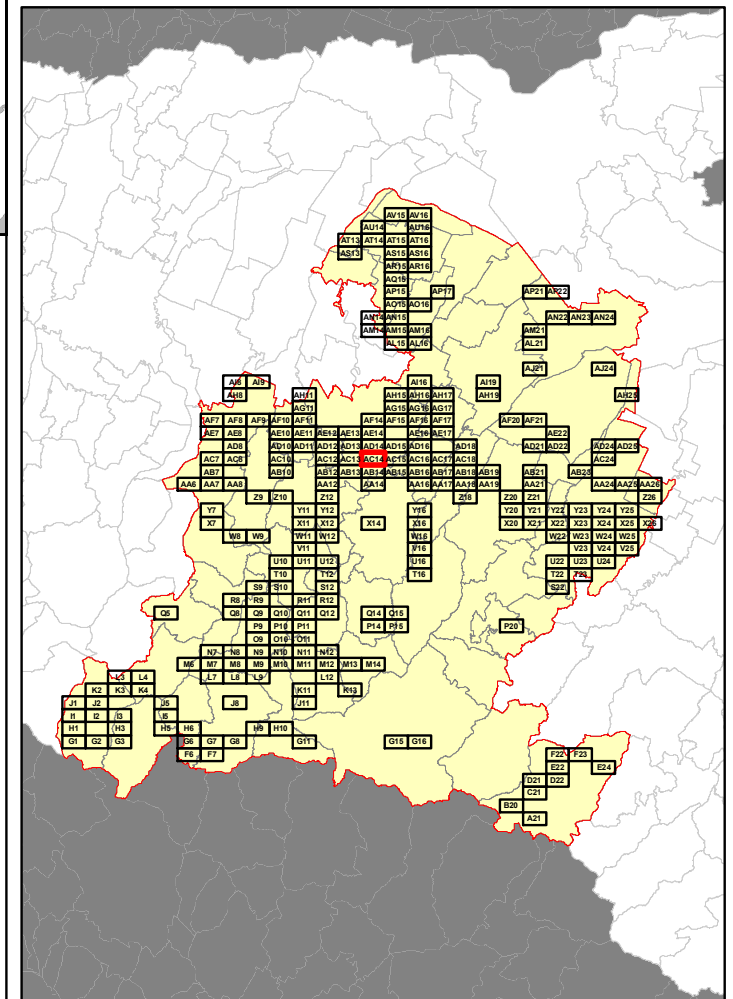 AV15 AV16
AU14 AU16
AT13 AT14 AT15 AT16
AS13 AS15 AS16
AR15 AR16
AQ15
AP15 AP17 AP21 AP22
AO15 AO16
AN14 AN15 AN22 AN23 AN24
AM14 AM15 AM16 AM21
AL15 AL16 AL21
AJ21 AJ24
AI8 AI9 AI16 AI19
AH8 AH11 AH15 AH16 AH17 AH19 AH25
AG11 AG15 AG16 AG17
AF7 AF8 AF9 AF10 AF11 AF14 AF15 AF16 AF17 AF20 AF21
AE7 AE8 AE10 AE11 AE12 AE13 AE14 AE16 AE17 AE22
AD8 AD10 AD11 AD12 AD13 AD14 AD15 AD16 AD18 AD21 AD22 AD24 AD25
AC7 AC8 AC10 AC12 AC13 AC14 AC15 AC16 AC17 AC18 AC24
AB7 AB10 AB12 AB13 AB14 AB15 AB16 AB17 AB18 AB19 AB21 AB23
AA6 AA7 AA8 AA12 AA14 AA16 AA17 AA18 AA19 AA21 AA24 AA25 AA26
Z9 Z10 Z12 Z18 Z20 Z21 Z26
Y7 Y11 Y12 Y16 Y20 Y21 Y22 Y23 Y24 Y25
X7 X11 X12 X14 X16 X20 X21 X22 X23 X24 X25 X26
W8 W9 W11 W12 W16 W22 W23 W24 W25
V11 V16 V23 V24 V25
U10 U11 U12 U16 U22 U23 U24
T10 T12 T16 T22 T23
S9 S10 S12 S22
R8 R9 R11 R12
Q5 Q8 Q9 Q10 Q11 Q12 Q14 Q15
P9 P10 P11 P14 P15 P20
O9 O10 O11
N7 N8 N9 N10 N11 N12
M6 M7 M8 M9 M10 M11 M12 M13 M14
L3 L4 L7 L8 L9 L12
K2 K3 K4 K11 K13
J1 J2 J5 J8 J11
I1 I2 I3 I5
H1 H3 H5 H6 H9 H10
G1 G2 G3 G6 G7 G8 G11 G15 G16
F6 F7 F22 F23
E22 E24
D21 D22
C21
B20
A21